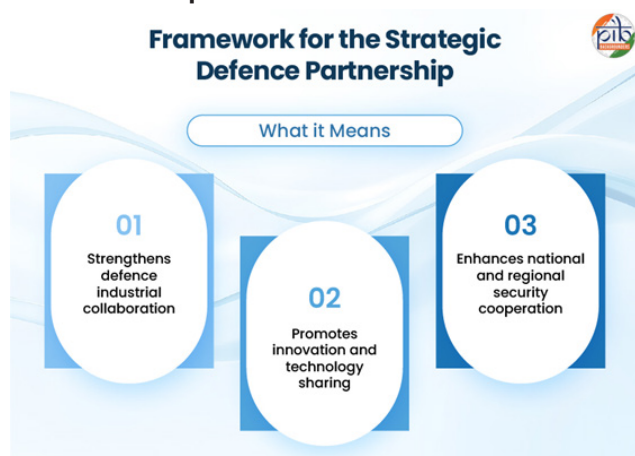 Framework for the Strategic
Defence Partnership
pib
What it Means
01
Strengthens
defence
industrial
collaboration
02
Promotes
innovation and
technology
sharing
03
Enhances national
and regional
security
cooperation